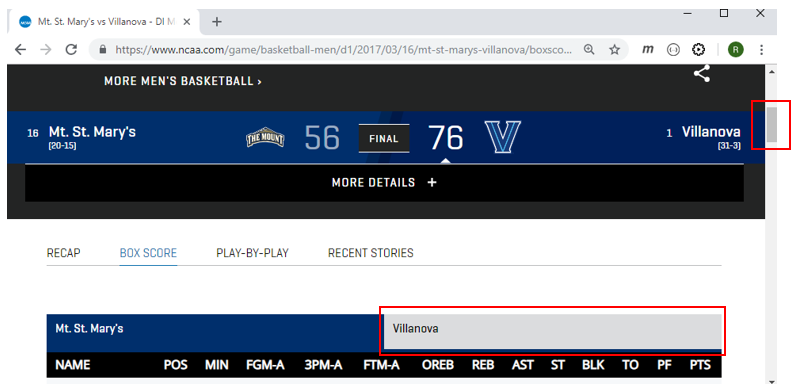 Mt. St. Mary's vs Villanova - DI M
https://www.ncaa.com/game/basketball-men/d1/2017/03/16/mt-st-marys-villanova/boxsco...
m
R
MORE MEN'S BASKETBALL ›
16 Mt. St. Mary's
[20-15]
THE MOUNT
56
FINAL
76
V
1 Villanova
[31-3]
MORE DETAILS +
RECAP BOX SCORE PLAY-BY-PLAY RECENT STORIES
Mt. St. Mary's Villanova
NAME POS MIN FGM-A 3PM-A FTM-A OREB REB AST ST BLK TO PF PTS